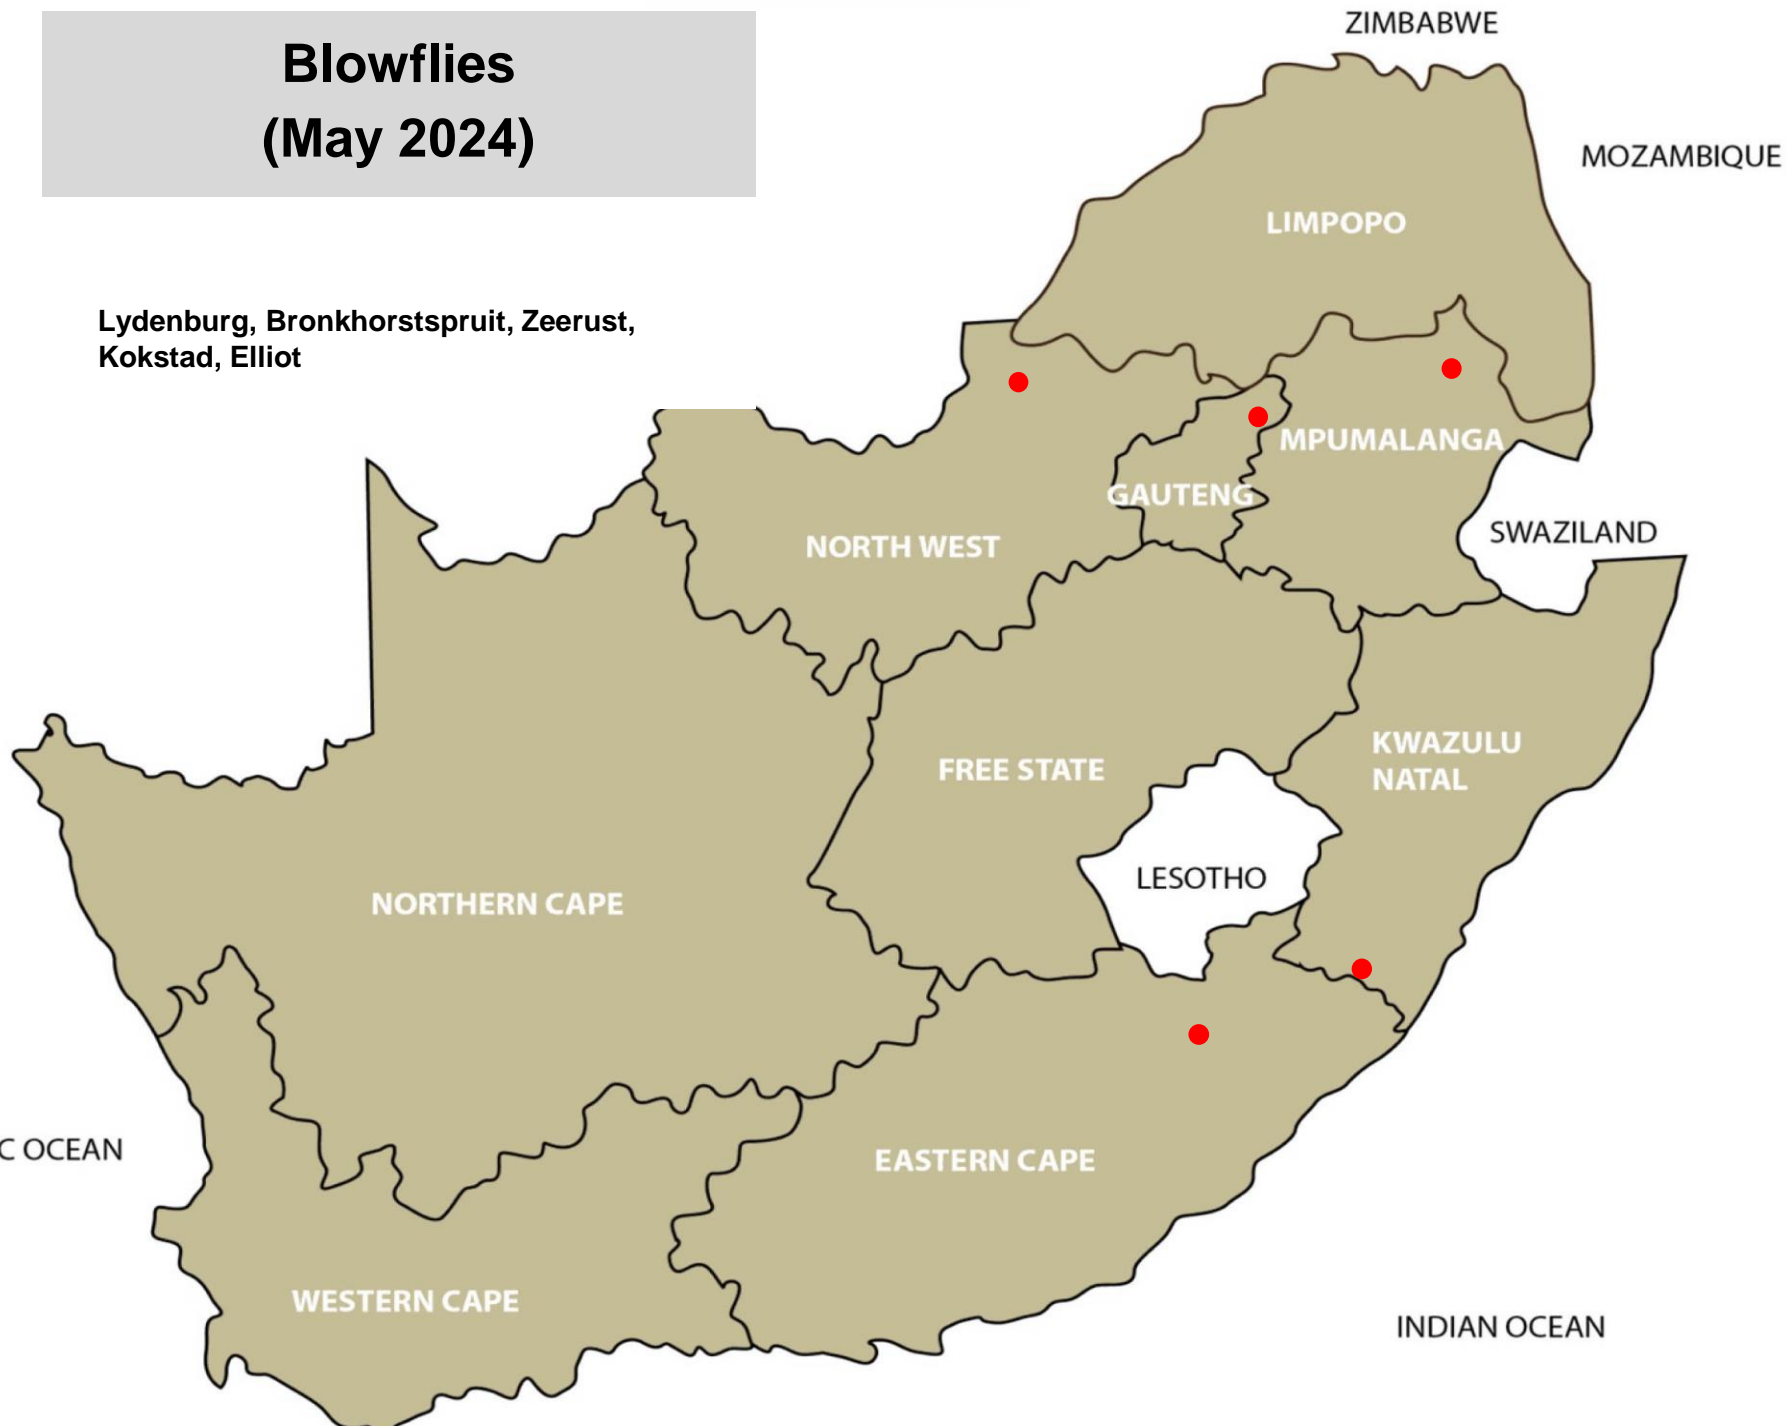 Blowflies
(May 2024)
ZIMBABWE
MOZAMBIQUE
LIMPOPO
Lydenburg, Bronkhorstspruit, Zeerust,
Kokstad, Elliot
MPUMALANGA
GAUTENG
SWAZILAND
NORTH WEST
KWAZULU
NATAL
FREE STATE
LESOTHO
NORTHERN CAPE
C OCEAN
EASTERN CAPE
WESTERN CAPE
INDIAN OCEAN